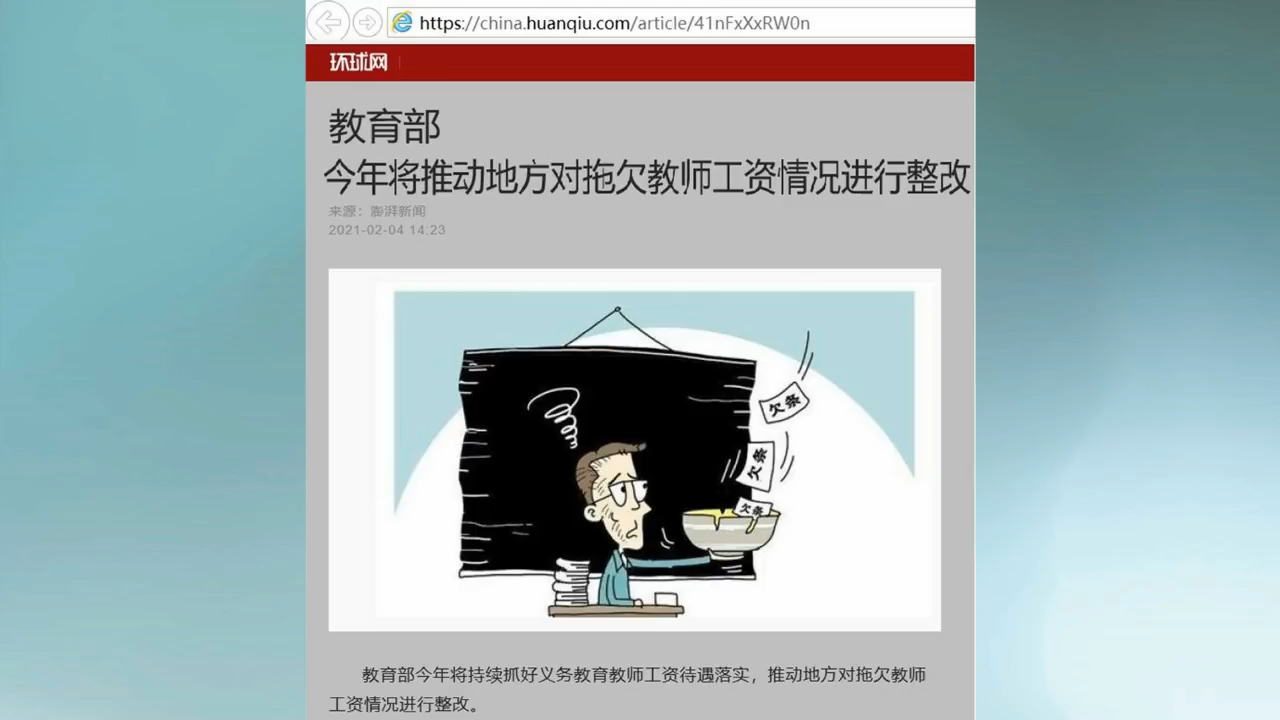 https://china.huanqiu.com/article/41nFxXxRW0n
环球网
教育部
今年将推动地方对拖欠教师工资情况进行整改
来源：澎湃新闻
2021-02-04 14:23
欠条
欠条
欠条
教育部今年将持续抓好义务教育教师工资待遇落实，推动地方对拖欠教师
工资情况进行整改。